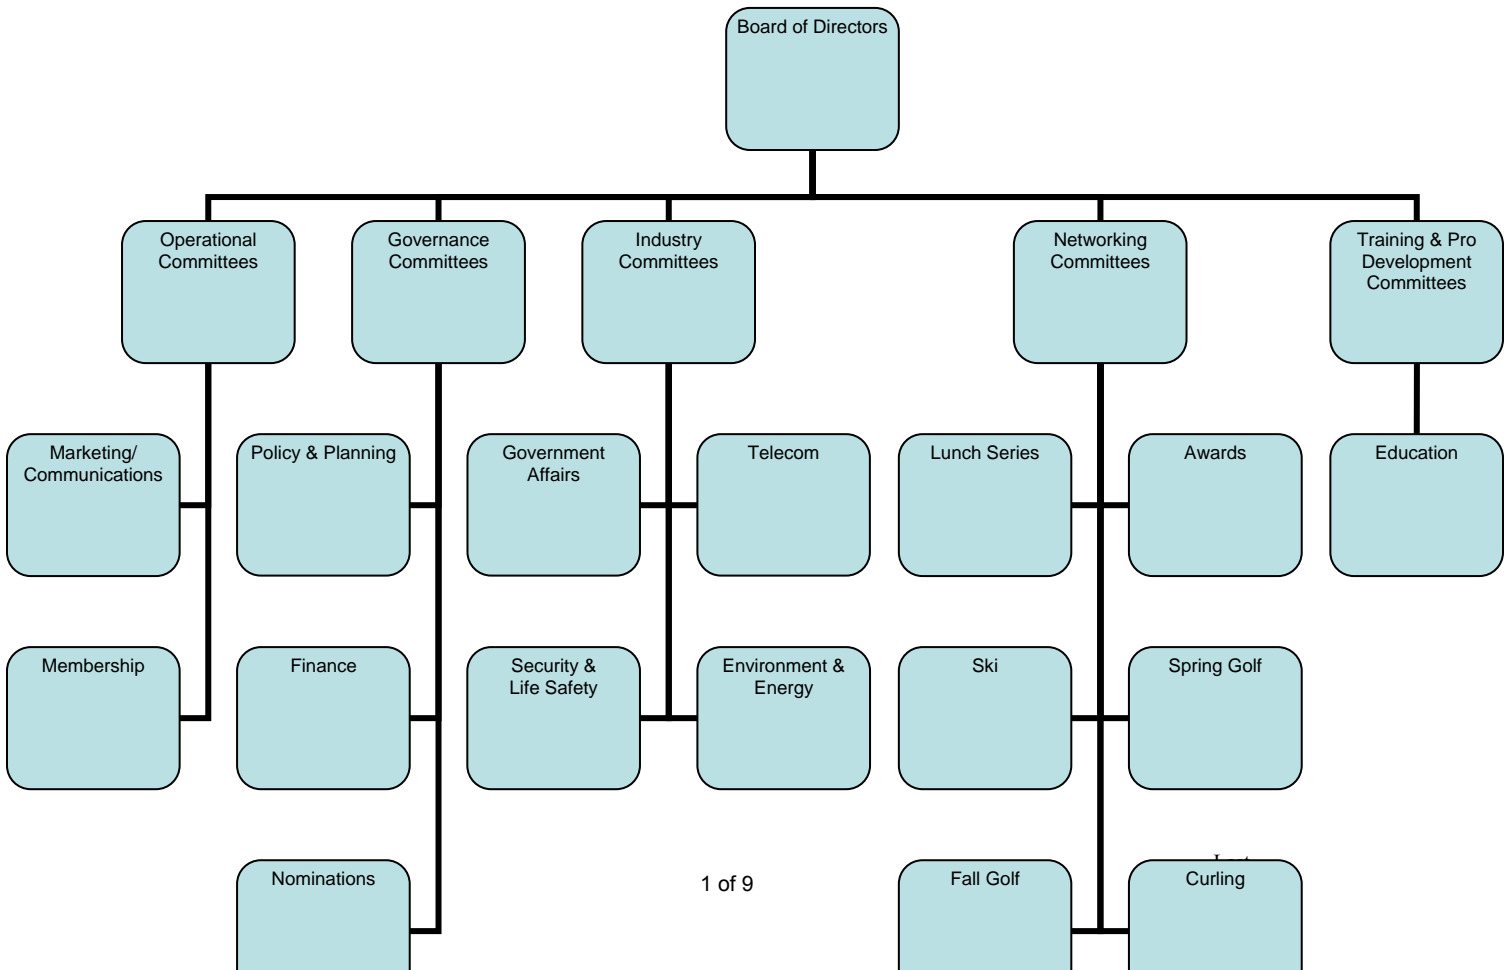 Board of Directors
Operational
Committees
Governance
Committees
Industry
Committees
Networking
Committees
Training & Pro
Development
Committees
Marketing/
Communications
Policy & Planning
Government
Affairs
Telecom
Lunch Series
Awards
Education
Membership
Finance
Security &
Life Safety
Environment &
Energy
Ski
Spring Golf
Nominations
1 of 9
Fall Golf
Curling